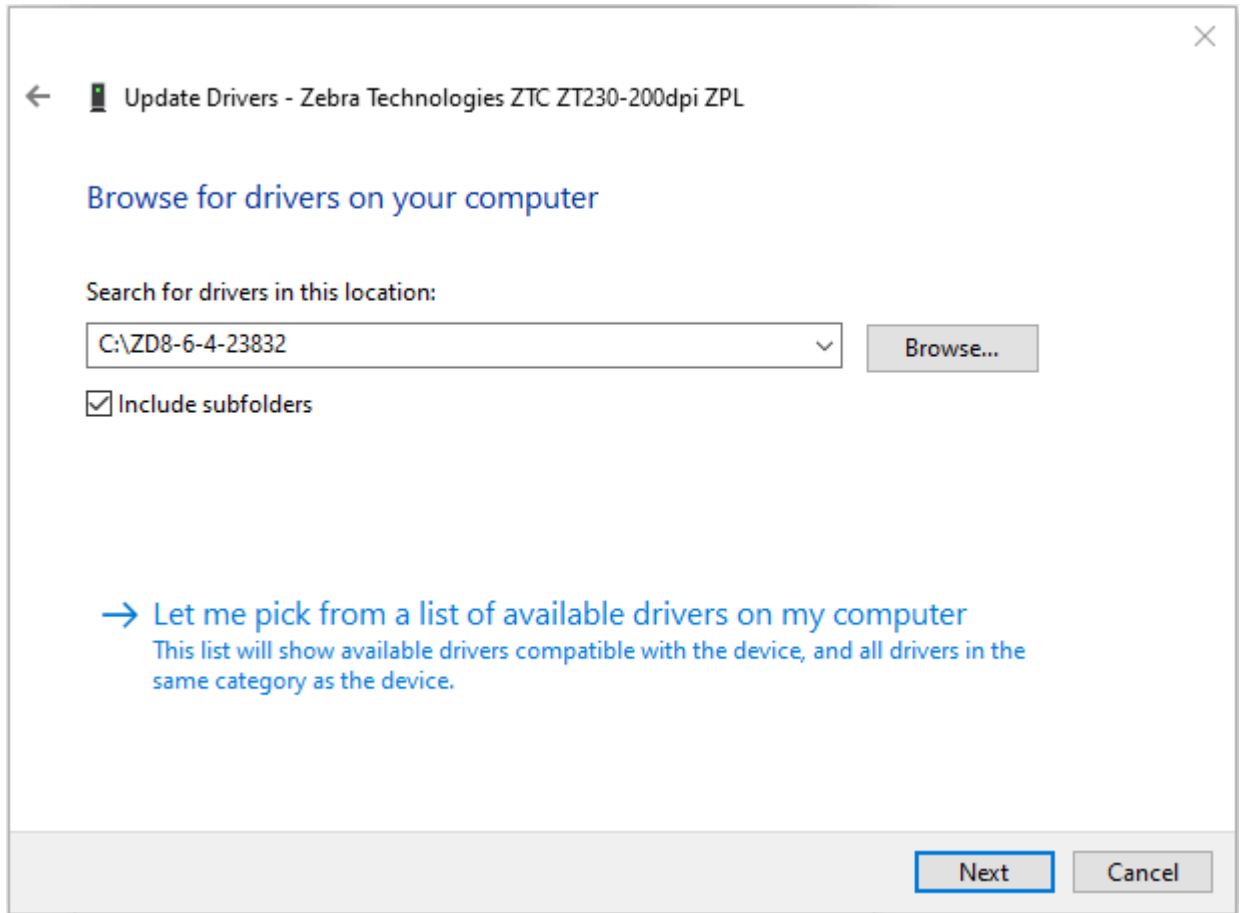 Update Drivers - Zebra Technologies ZTC ZT230-200dpi ZPL
Browse for drivers on your computer
Search for drivers in this location:
C:\ZD8-6-4-23832
Browse...
Include subfolders
Let me pick from a list of available drivers on my computer
This list will show available drivers compatible with the device, and all drivers in the
same category as the device.
Next
Cancel